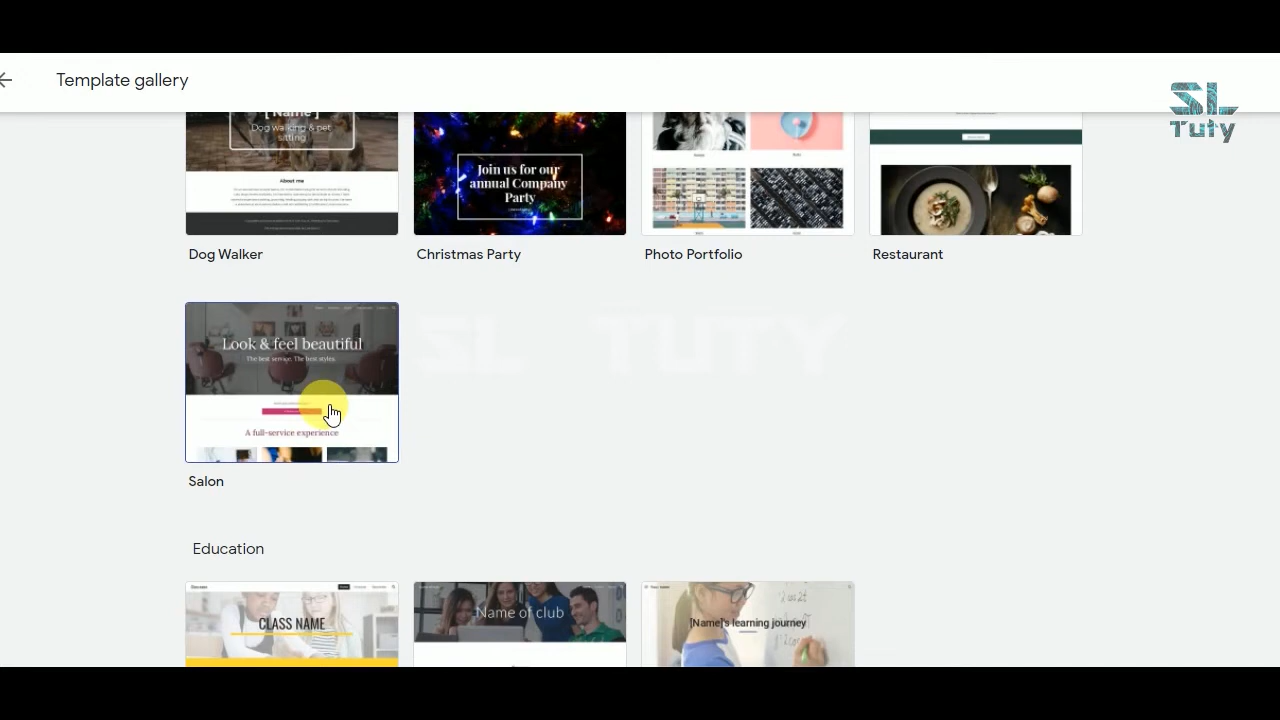 Template gallery
SL
Tuty
[Name]
Dog walking & pet
sitting
About me
Join us for our
annual Company
Party
Dog Walker
Christmas Party
Photo Portfolio
Restaurant
Look & feel beautiful
The best service. The best styles.
A full-service experience
SL TUTY
Salon
Education
CLASS NAME
Name of club
[Name]'s learning journey